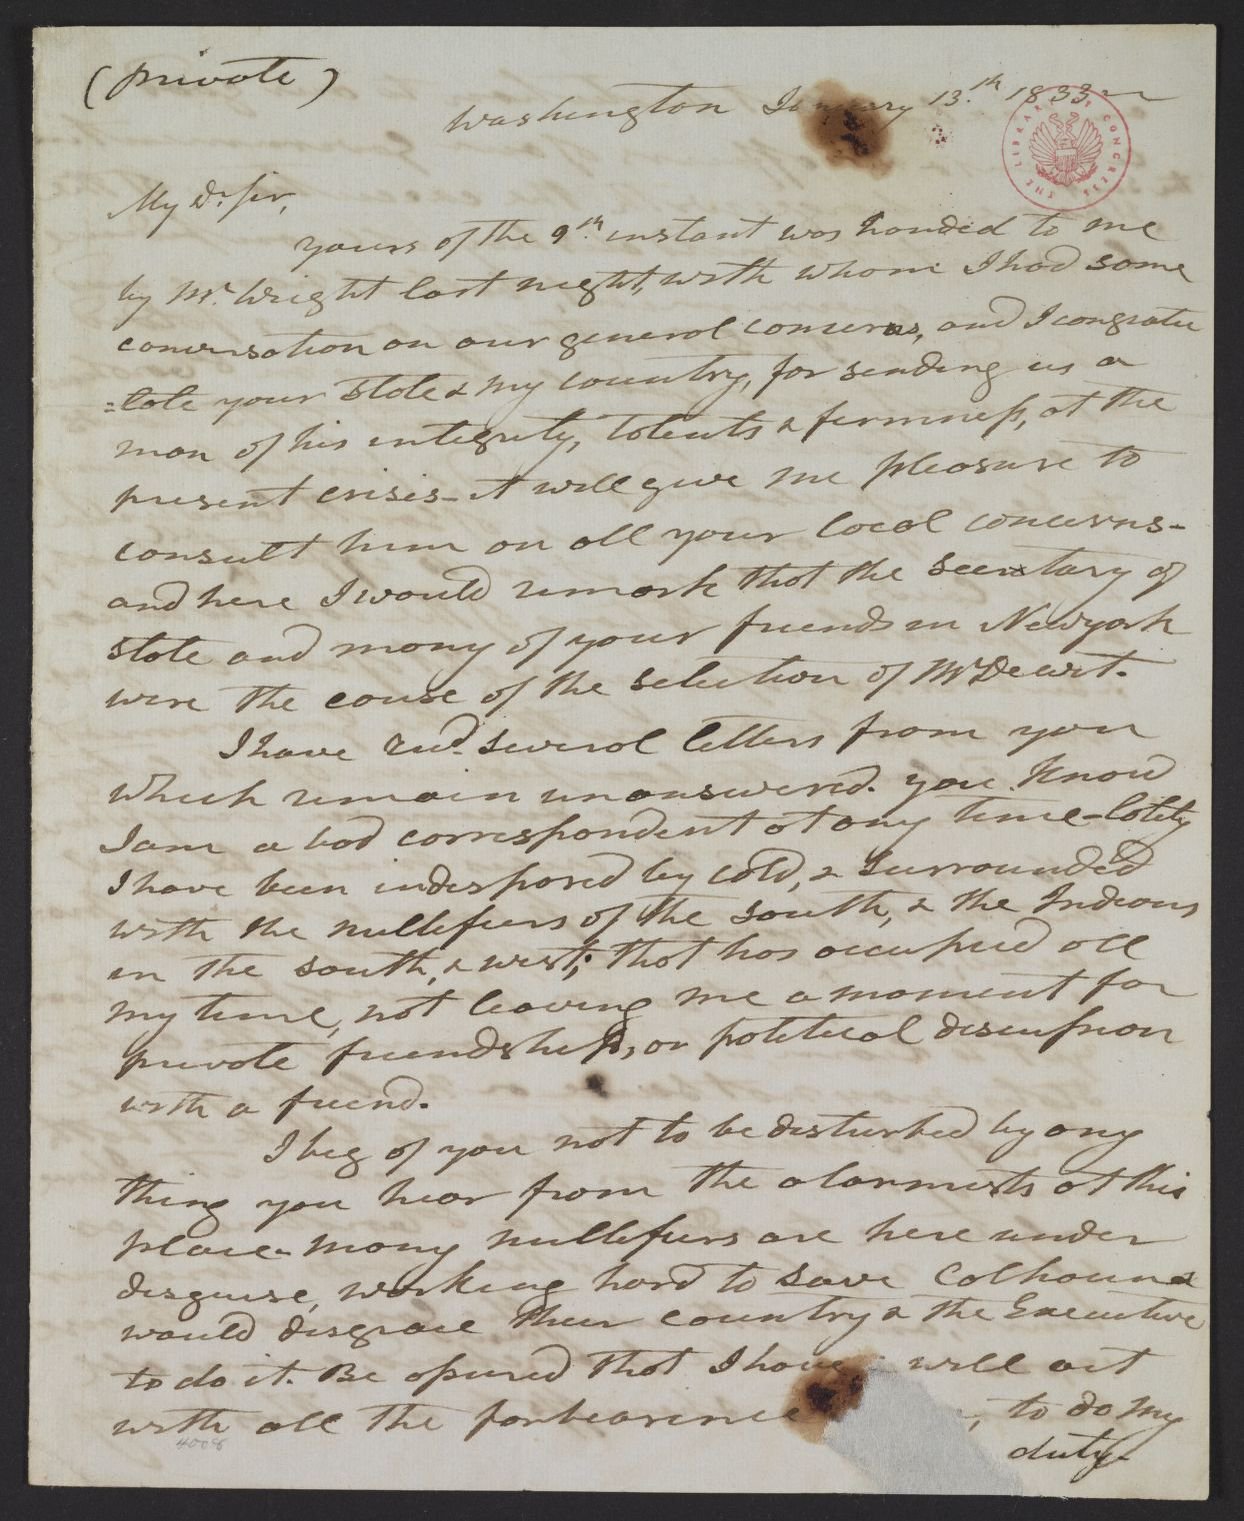 (private)
Washington January 13.th 1833
THE LIBRARY OF CONGRESS
My Dr. Sir,
yours of the 9th. instant was handed to me
by Mr. Wright last night, with whom I had some
conversation on our general concerns, and I congratu
=late your State & my country, for sending us a
man of his integrity, talents & firmness, at the
present crisis - it will give me pleasure to
consult him on all your local concerns -
and here I would remark that the Secretary of
State and many of your friends in Newyork
were the cause of the selection of Mr
I have recd. several letters from you
which remain unanswered. you know
I am a bad correspondent at any time - lately
I have been indisposed by cold, & surrounded
with the nullifiers of the south, & the Indians
in the south, & west; that has occupied all
my time, not leaving me a moment for
private friendship, or political discussion
with a friend.
I beg of you not to be disturbed by any
thing you hear from the alarmists at this
place - many nullifiers are here under
disguise, working hard to save Calhoun &
would disgrace their country & the Executive
to do it. Be assured that I have & will act
with all the forbearance , to do my
duty -
4008